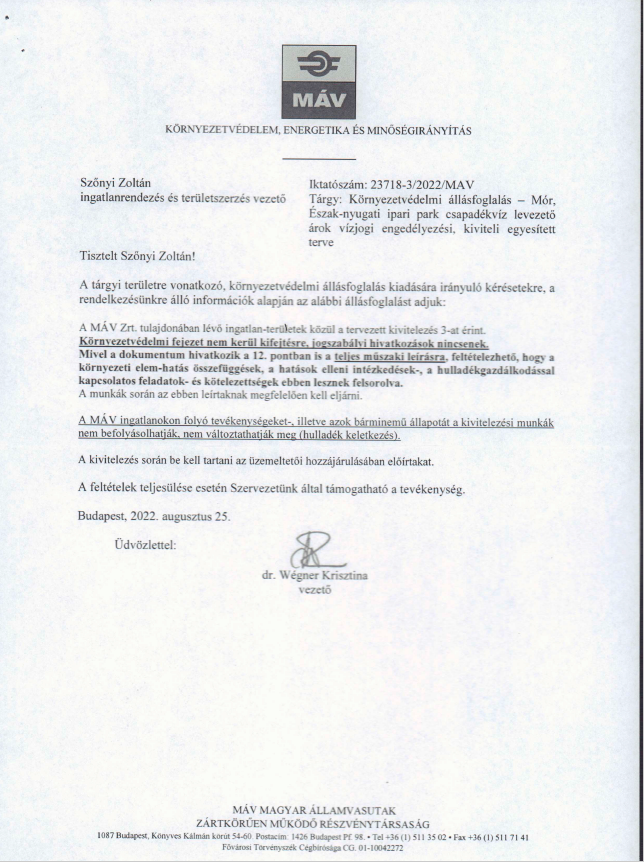 MÁV
KÖRNYEZETVÉDELEM, ENERGETIKA ÉS MINŐSÉGIRÁNYÍTÁS
Szőnyi Zoltán
ingatlanrendezés és területszerzés vezető
Iktatószám: 23718-3/2022/MAV
Tárgy: Környezetvédelmi állásfoglalás – Mór,
Észak-nyugati ipari park csapadékvíz levezető
árok vízjogi engedélyezési, kiviteli egyesített
terve
Tisztelt Szőnyi Zoltán!
A tárgyi területre vonatkozó, környezetvédelmi állásfoglalás kiadására irányuló kérésetekre, a
rendelkezésünkre álló információk alapján az alábbi állásfoglalást adjuk:
A MÁV Zrt. tulajdonában lévő ingatlan-területek közül a tervezett kivitelezés 3-at érint.
Környezetvédelmi fejezet nem kerül kifejtésre, jogszabályi hivatkozások nincsenek.
Mivel a dokumentum hivatkozik a 12. pontban is a teljes műszaki leírásra, feltételezhető, hogy a
környezeti elem-hatás összefüggések, a hatások elleni intézkedések-, a hulladékgazdálkodással
kapcsolatos feladatok- és kötelezettségek ebben lesznek felsorolva.
A munkák során az ebben leírtaknak megfelelően kell eljárni.
A MÁV ingatlanokon folyó tevékenységeket-, illetve azok bárminemű állapotát a kivitelezési munkák
nem befolyásolhatják, nem változtathatják meg (hulladék keletkezés).
A kivitelezés során be kell tartani az üzemeltetői hozzájárulásában előírtakat.
A feltételek teljesülése esetén Szervezetünk által támogatható a tevékenység.
Budapest, 2022. augusztus 25.
Üdvözlettel:
dr. Wégner Krisztina
vezető
MÁV MAGYAR ÁLLAMVASUTAK
ZÁRTKÖRŰEN MŰKÖDŐ RÉSZVÉNYTÁRSASÁG
1087 Budapest, Könyves Kálmán körút 54-60. Postacím: 1426 Budapest Pf. 98. • Tel +36 (1) 511 35 02 • Fax +36 (1) 511 71 41
Fővárosi Törvényszék Cégbírósága CG. 01-10042272